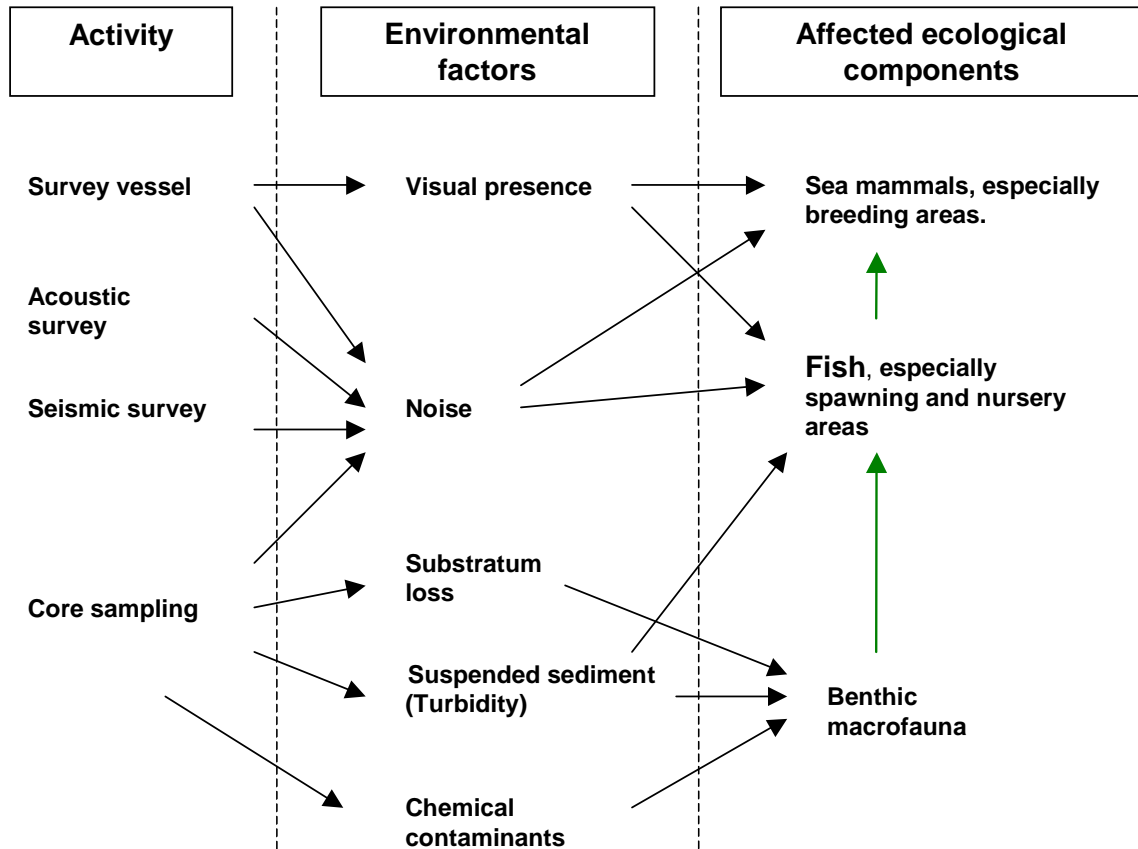 Activity
Environmental
factors
Affected ecological
components
Survey vessel
Acoustic
survey
Seismic survey
Core sampling
Visual presence
Noise
Substratum
loss
Suspended sediment
(Turbidity)
Chemical
contaminants
Sea mammals, especially
breeding areas.
Fish, especially
spawning and nursery
areas
Benthic
macrofauna